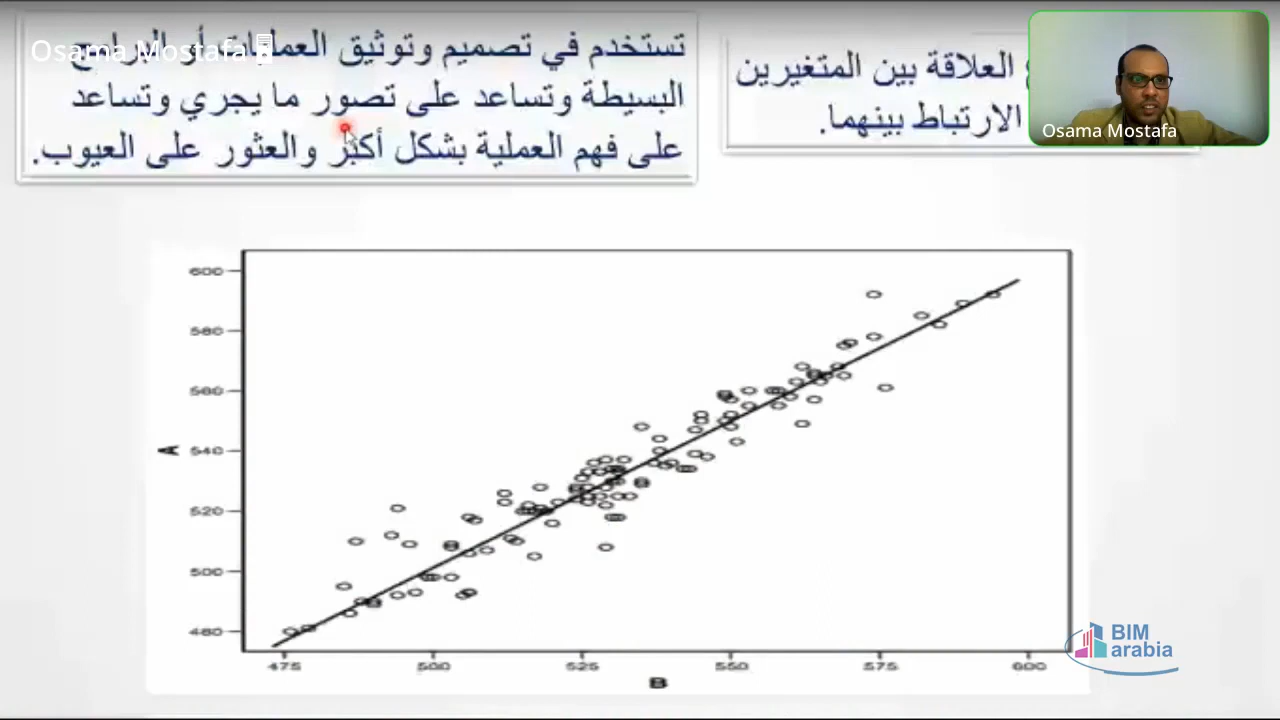 Osama Mostafa
العلاقة بين المتغيرين
الارتباط بينهما.
تستخدم في تصميم وتوثيق العمليات أو البرامج
البسيطة وتساعد على تصور ما يجري وتساعد
على فهم العملية بشكل أكبر والعثور على العيوب.
Osama Mostafa
600
580
560
540
520
500
480
A
475
500
525
550
575
600
B
BIM
arabia